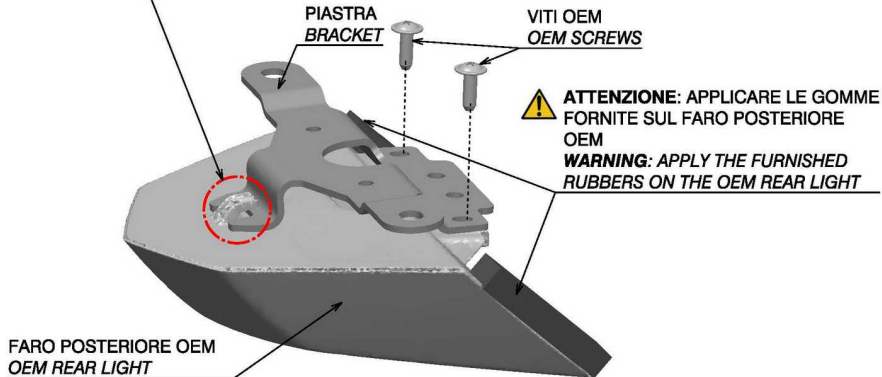 PIASTRA
BRACKET
VITI OEM
OEM SCREWS
ATTENZIONE: APPLICARE LE GOMME
FORNITE SUL FARO POSTERIORE
OEM
WARNING: APPLY THE FURNISHED
RUBBERS ON THE OEM REAR LIGHT
FARO POSTERIORE OEM
OEM REAR LIGHT